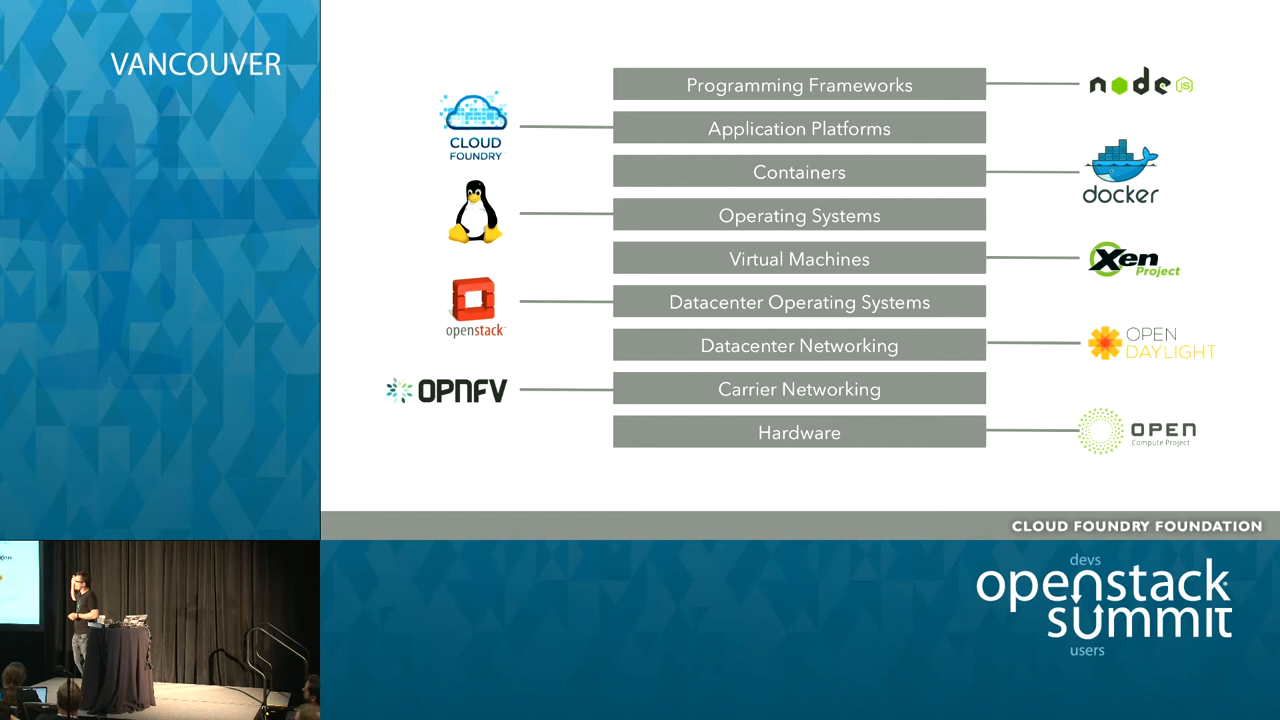 VANCOUVER
Programming Frameworks
node
JS
CLOUD
FOUNDRY
Application Platforms
Containers
docker
Operating Systems
Virtual Machines
Xen
Project
openstack
Datacenter Operating Systems
Datacenter Networking
OPEN
DAYLIGHT
OPNFV
Carrier Networking
Hardware
OPEN
Compute Project
CLOUD FOUNDRY FOUNDATION
devs
openstack
summit
users